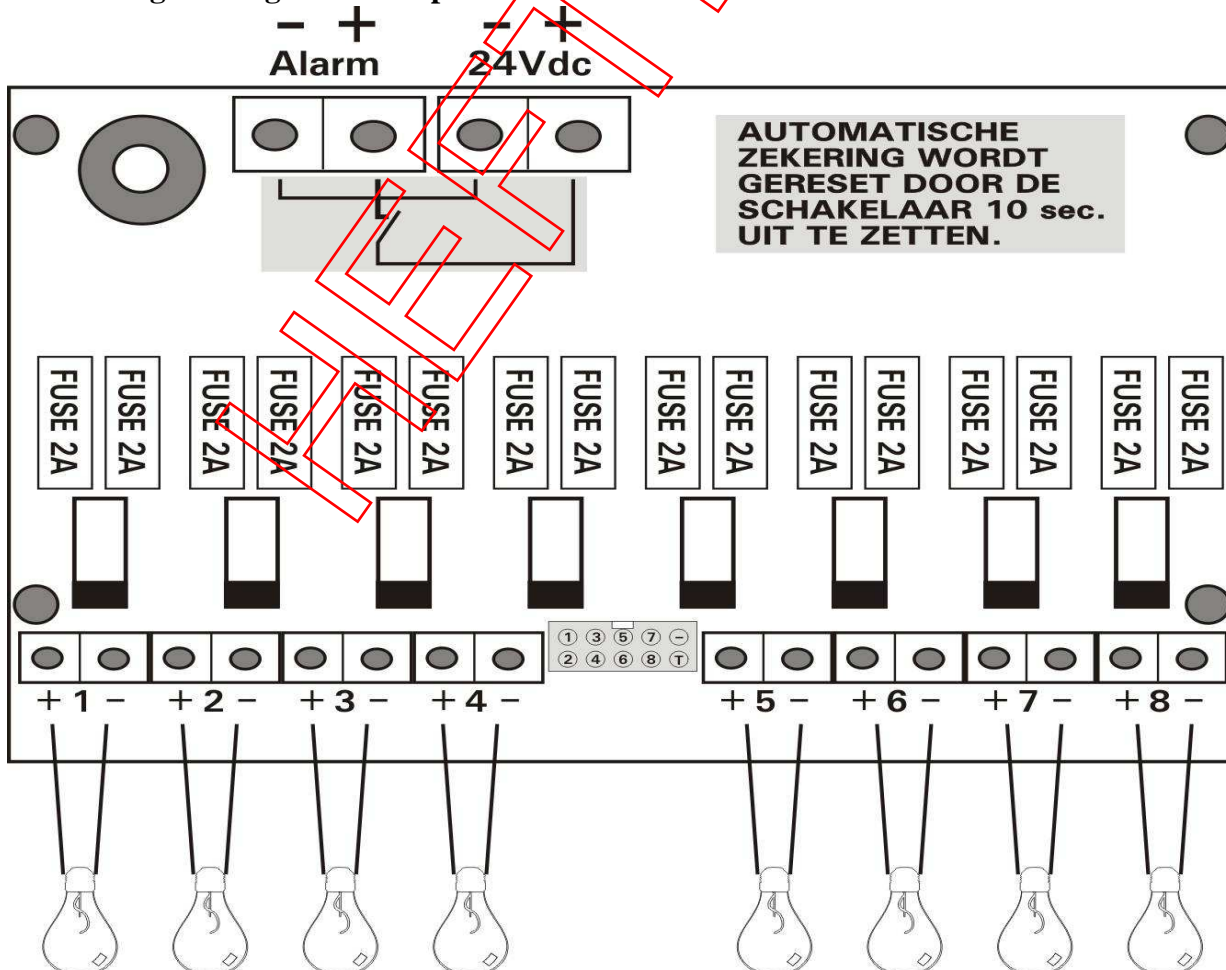 - + - +
Alarm 24Vdc
AUTOMATISCHE
ZEKERING WORDT
GERESET DOOR DE
SCHAKELAAR 10 sec.
UIT TE ZETTEN.
FUSE 2A FUSE 2A FUSE 2A FUSE 2A FUSE 2A FUSE 2A FUSE 2A FUSE 2A FUSE 2A FUSE 2A FUSE 2A FUSE 2A FUSE 2A FUSE 2A FUSE 2A FUSE 2A
1 3 5 7 -
2 4 6 8 T
+1- +2- +3- +4- +5- +6- +7- +8-